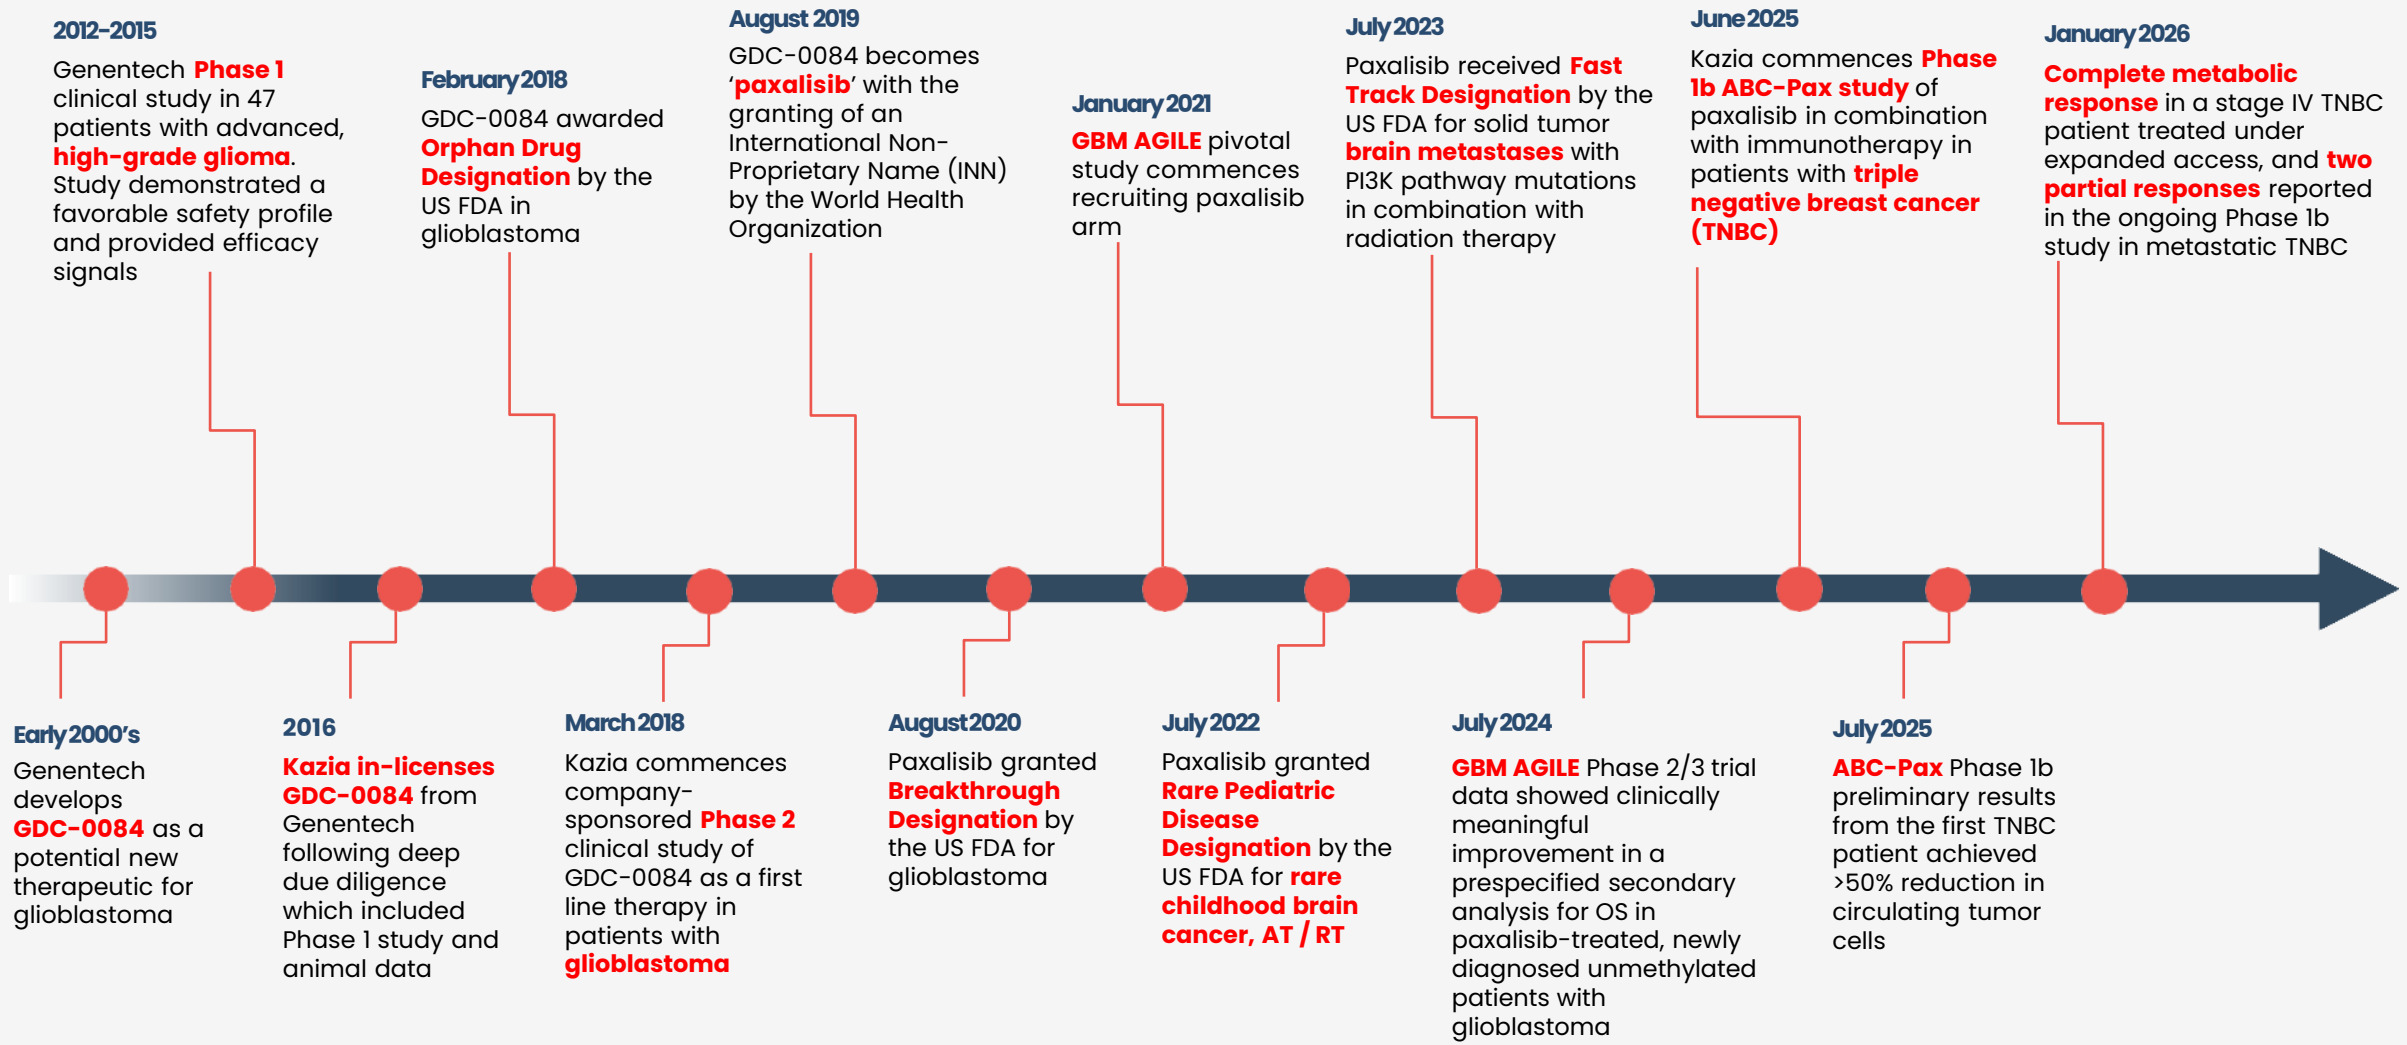 2012-2015
Genentech Phase 1
clinical study in 47
patients with advanced,
high-grade glioma.
Study demonstrated a
favorable safety profile
and provided efficacy
signals
February 2018
GDC-0084 awarded
Orphan Drug
Designation by the
US FDA in
glioblastoma
August 2019
GDC-0084 becomes
‘paxalisib’ with the
granting of an
International Non-
Proprietary Name (INN)
by the World Health
Organization
January 2021
GBM AGILE pivotal
study commences
recruiting paxalisib
arm
July 2023
Paxalisib received Fast
Track Designation by the
US FDA for solid tumor
brain metastases with
PI3K pathway mutations
in combination with
radiation therapy
June 2025
Kazia commences Phase
1b ABC-Pax study of
paxalisib in combination
with immunotherapy in
patients with triple
negative breast cancer
(TNBC)
January 2026
Complete metabolic
response in a stage IV TNBC
patient treated under
expanded access, and two
partial responses reported
in the ongoing Phase 1b
study in metastatic TNBC
Early 2000’s
Genentech
develops
GDC-0084 as a
potential new
therapeutic for
glioblastoma
2016
Kazia in-licenses
GDC-0084 from
Genentech
following deep
due diligence
which included
Phase 1 study and
animal data
March 2018
Kazia commences
company-
sponsored Phase 2
clinical study of
GDC-0084 as a first
line therapy in
patients with
glioblastoma
August 2020
Paxalisib granted
Breakthrough
Designation by
the US FDA for
glioblastoma
July 2022
Paxalisib granted
Rare Pediatric
Disease
Designation by the
US FDA for rare
childhood brain
cancer, AT / RT
July 2024
GBM AGILE Phase 2/3 trial
data showed clinically
meaningful
improvement in a
prespecified secondary
analysis for OS in
paxalisib-treated, newly
diagnosed unmethylated
patients with
glioblastoma
July 2025
ABC-Pax Phase 1b
preliminary results
from the first TNBC
patient achieved
>50% reduction in
circulating tumor
cells